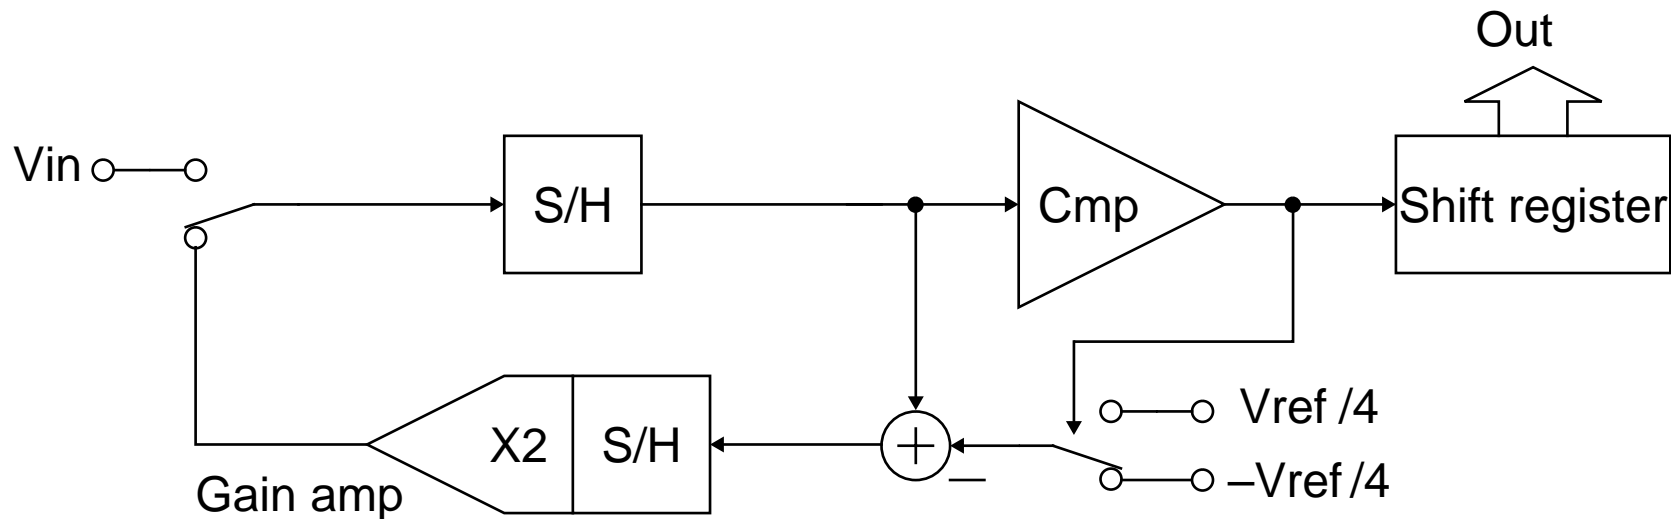 Out
Vin
S/H
Cmp
Shift register
Vref /4
X2
S/H
–Vref /4
Gain amp